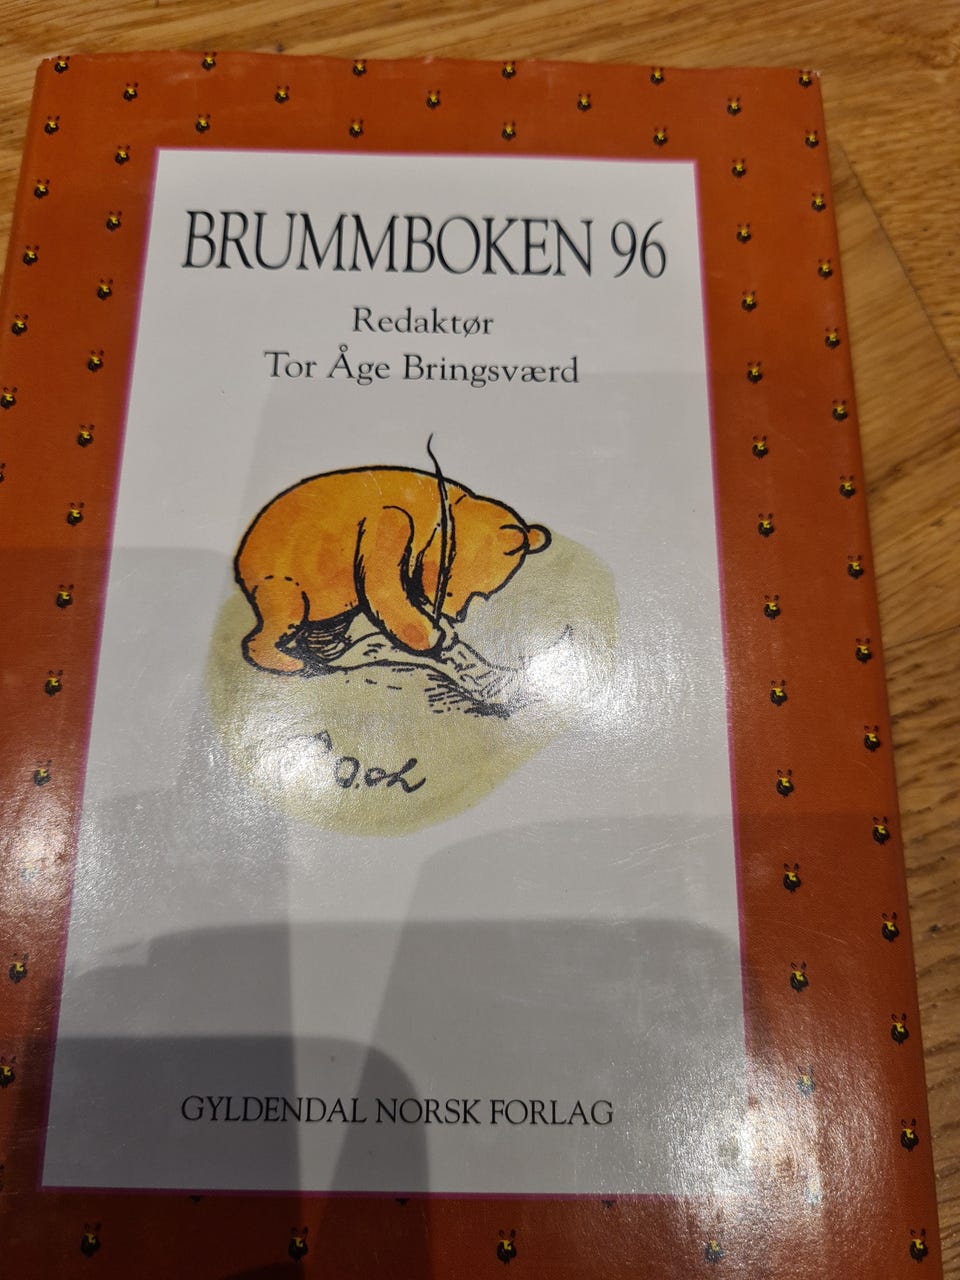 BRUMMBOKEN 96
Redaktør
Tor Åge Bringsværd
GYLDENDAL NORSK FORLAG